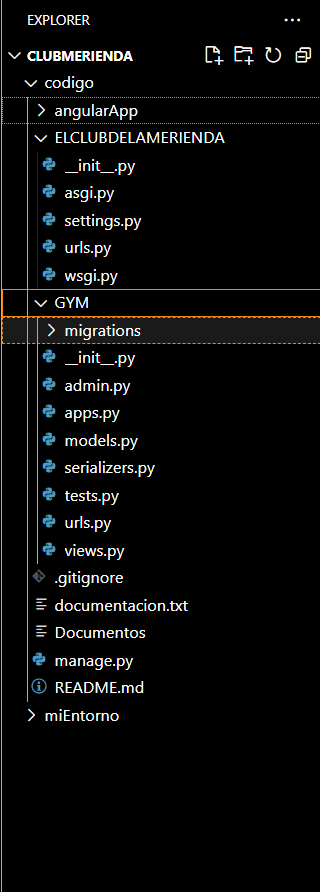 EXPLORER
CLUBMERIENDA
codigo
angularApp
ELCLUBDELAMERIENDA
__init__.py
asgi.py
settings.py
urls.py
wsgi.py
GYM
migrations
__init__.py
admin.py
apps.py
models.py
serializers.py
tests.py
urls.py
views.py
.gitignore
documentacion.txt
Documentos
manage.py
README.md
miEntorno